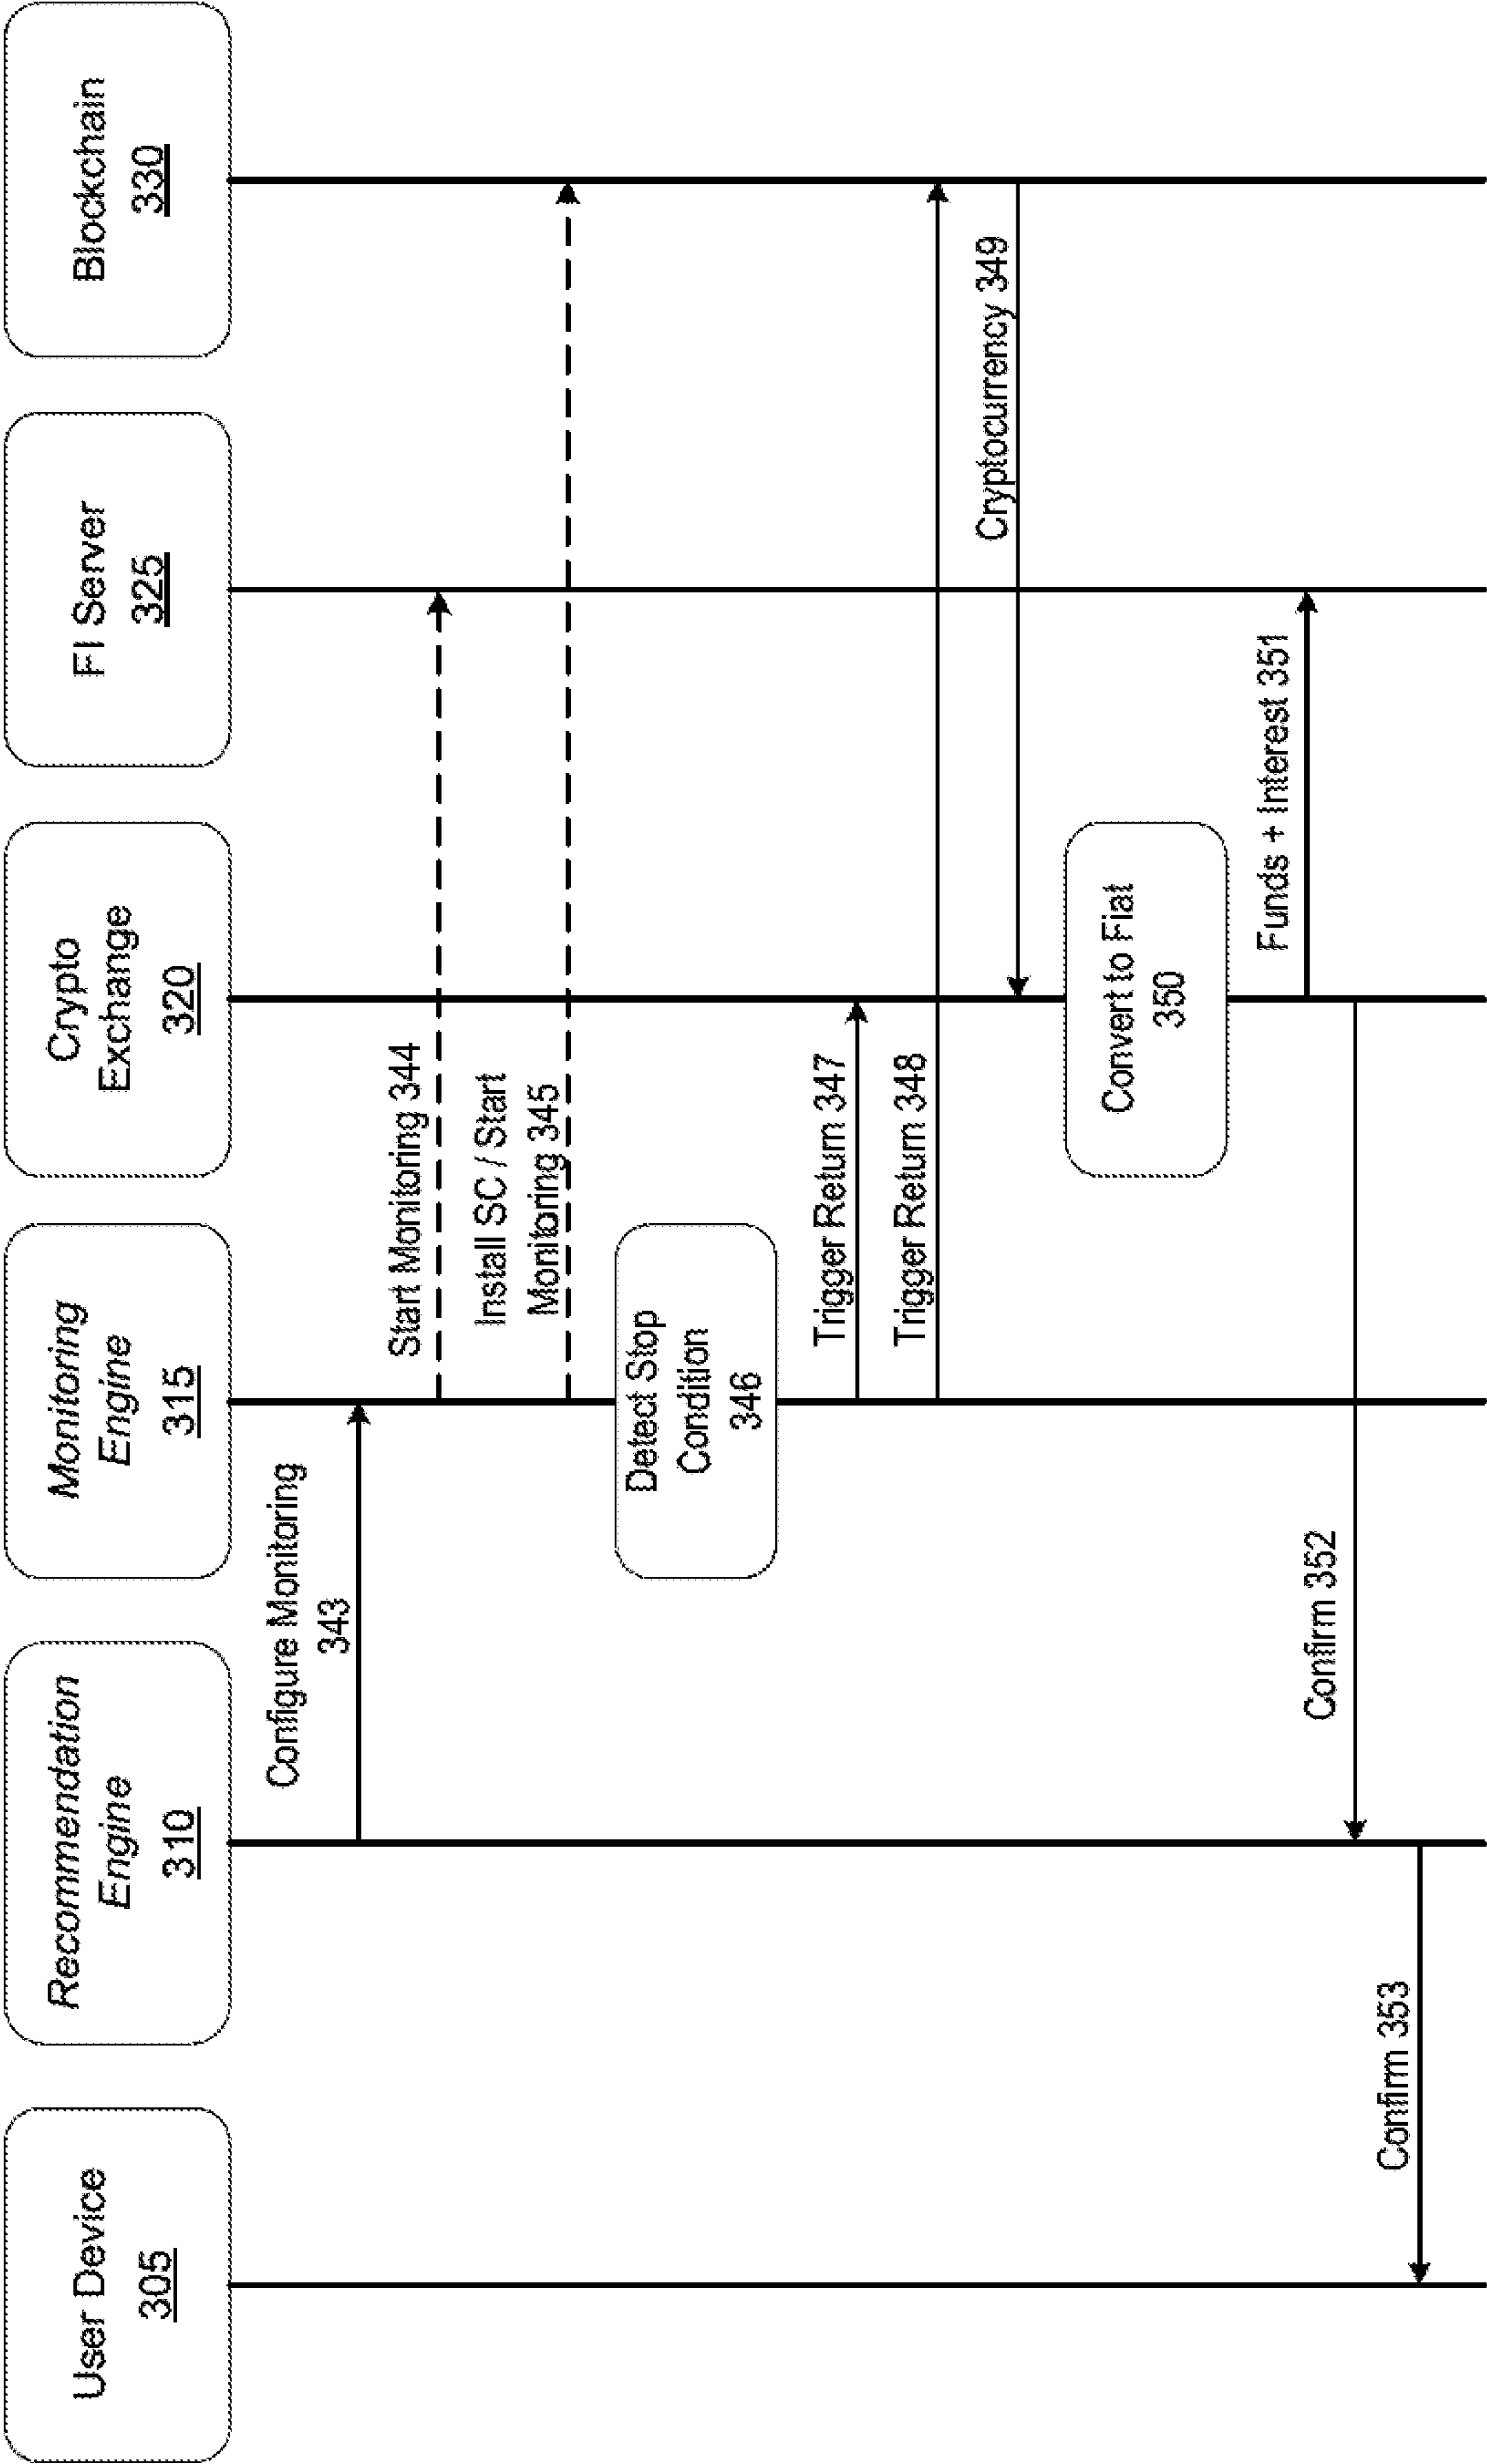 User Device
305
Recommendation
Engine
310
Monitoring
Engine
315
Crypto
Exchange
320
FI Server
325
Blockchain
330
Configure Monitoring
343
Start Monitoring 344
Install SC / Start
Monitoring 345
Detect Stop
Condition
346
Trigger Return 347
Trigger Return 348
Cryptocurrency 349
Convert to Fiat
350
Funds + Interest 351
Confirm 352
Confirm 353